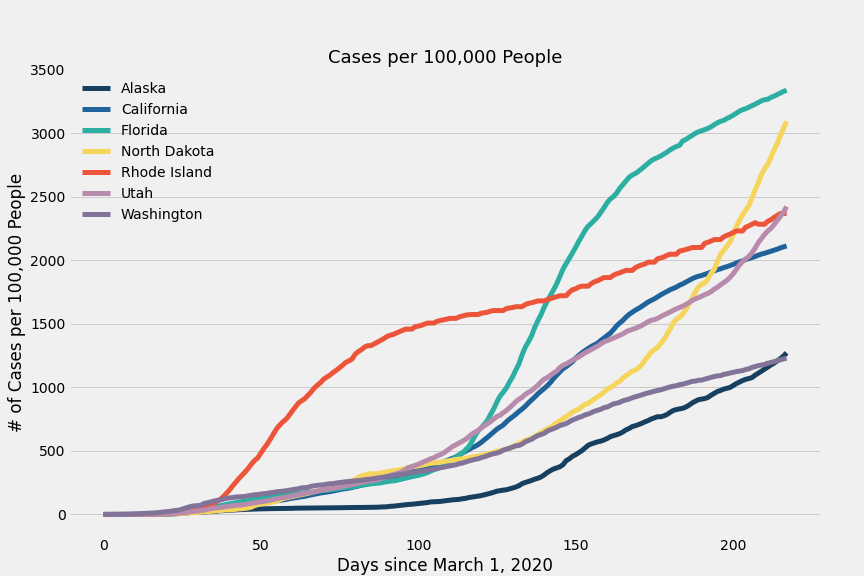 Cases per 100,000 People
3500
3000
2500
2000
1500
1000
500
0
# of Cases per 100,000 People
Alaska
California
Florida
North Dakota
Rhode Island
Utah
Washington
0 50 100 150 200
Days since March 1, 2020